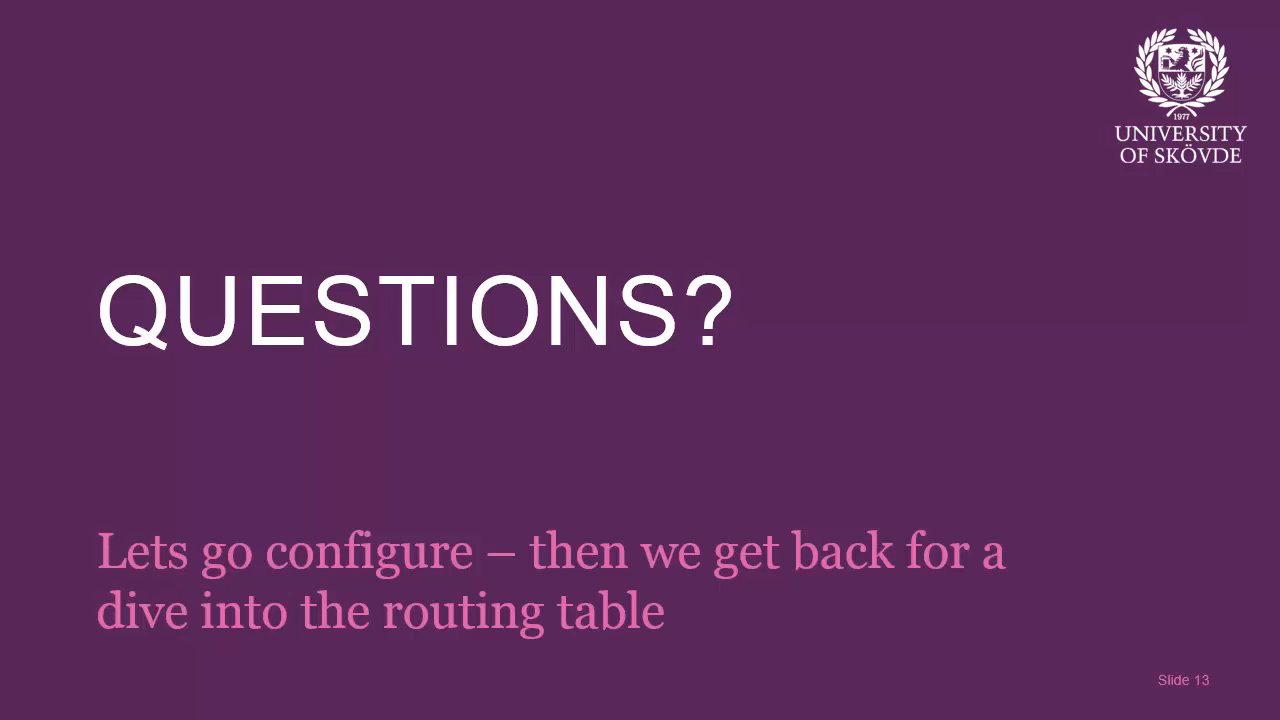 1977
UNIVERSITY
OF SKÖVDE
QUESTIONS?
Lets go configure – then we get back for a
dive into the routing table
Slide 13